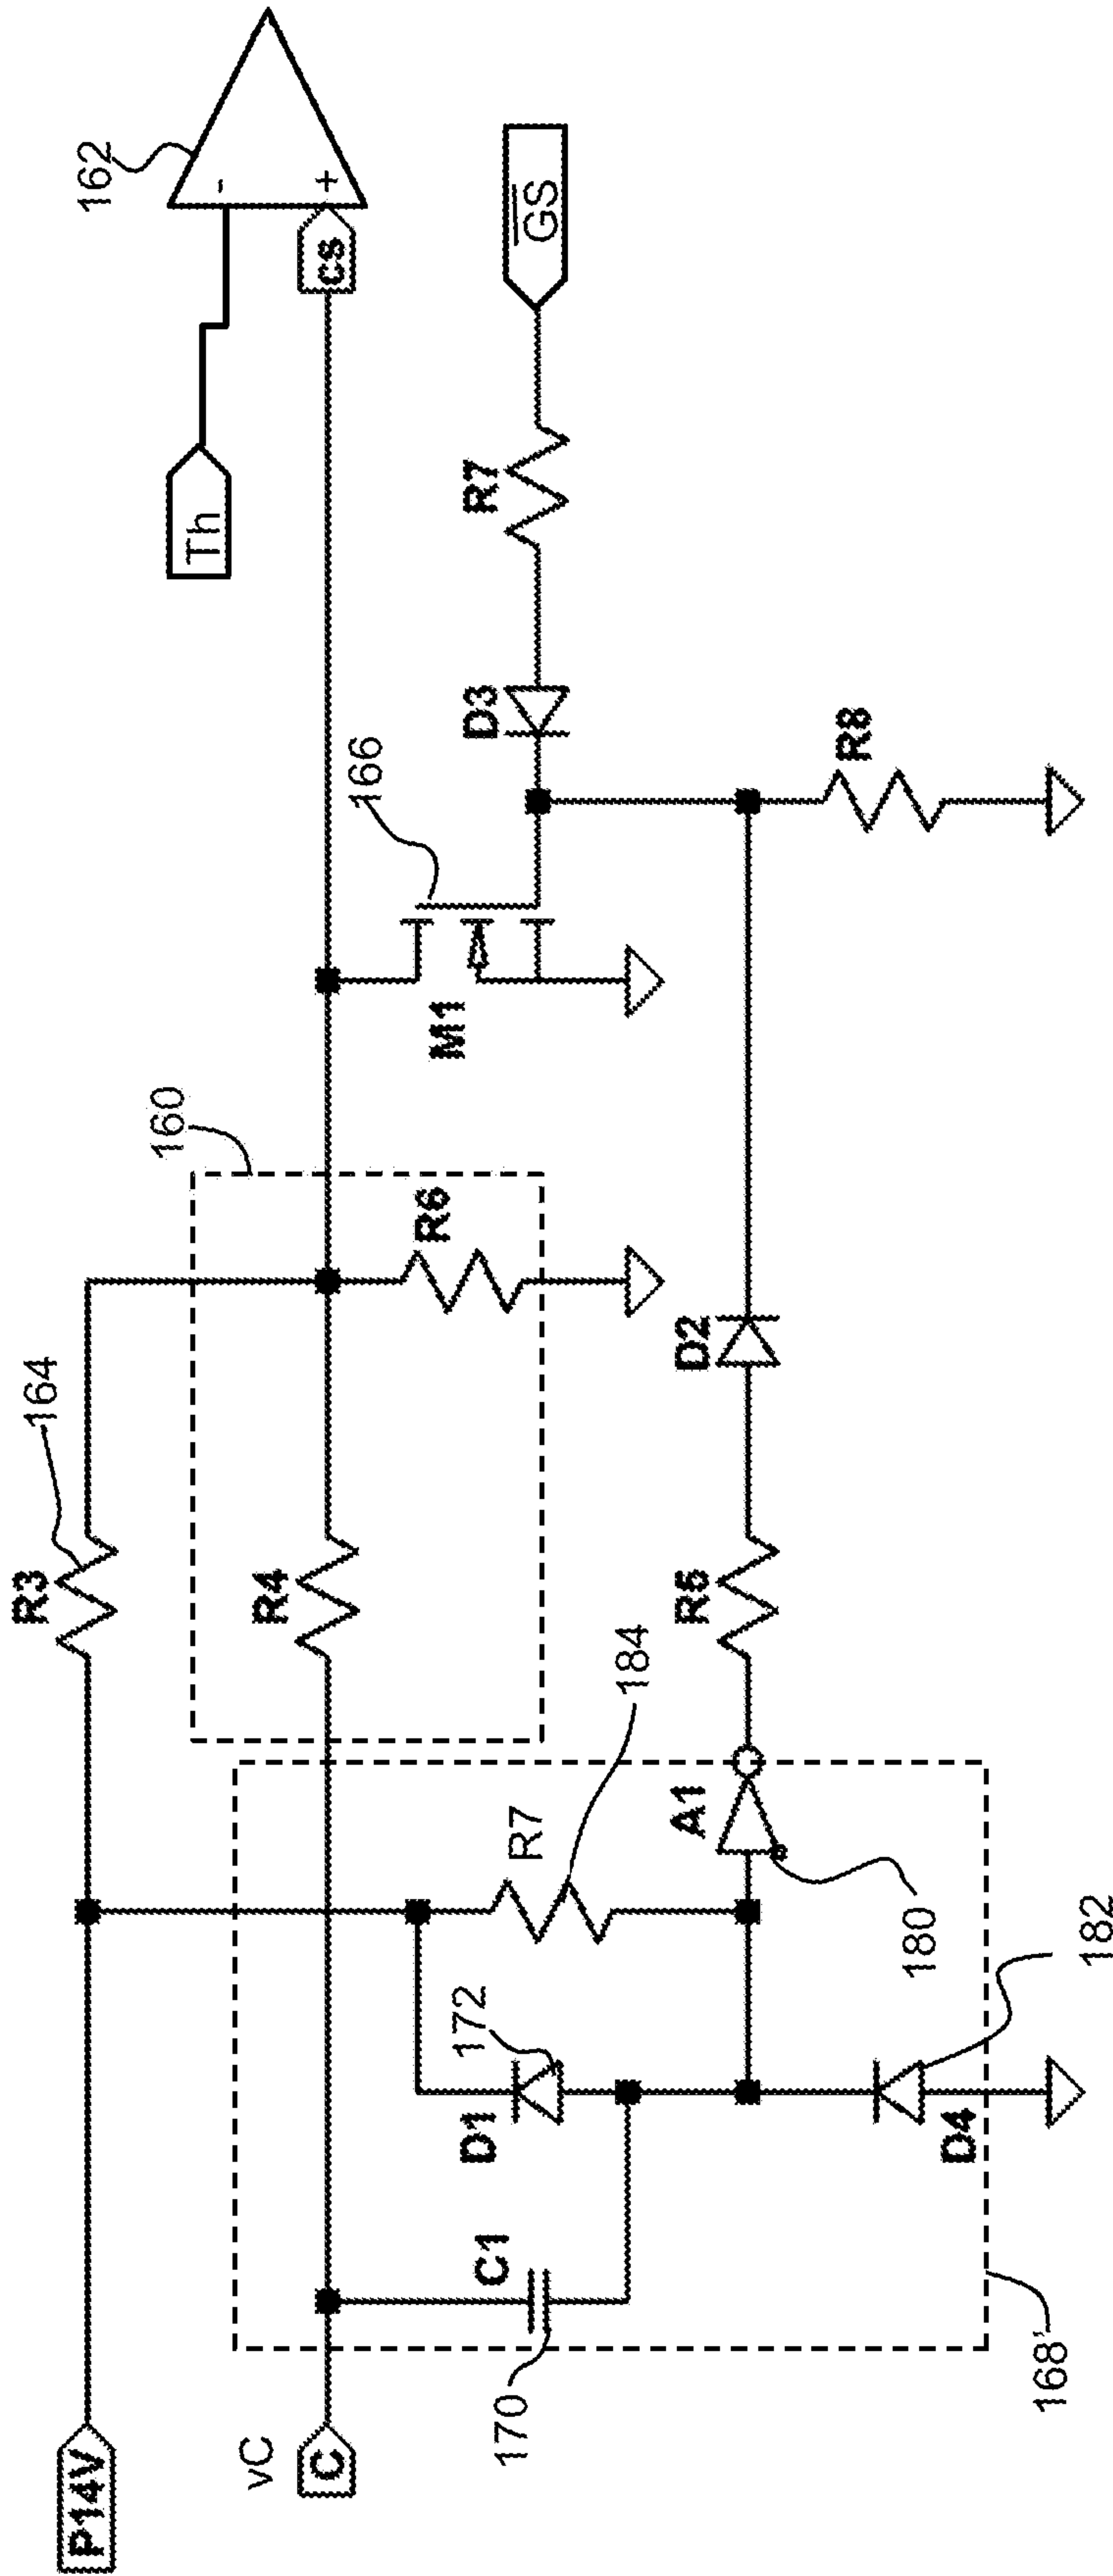 P14V
R3
164
vC
C
R4
160
R6
cs
Th
162
-
+
166
M1
D3
R7
GS
170
C1
D1
172
R7
184
A1
180
R5
D2
R8
D4
182
168'